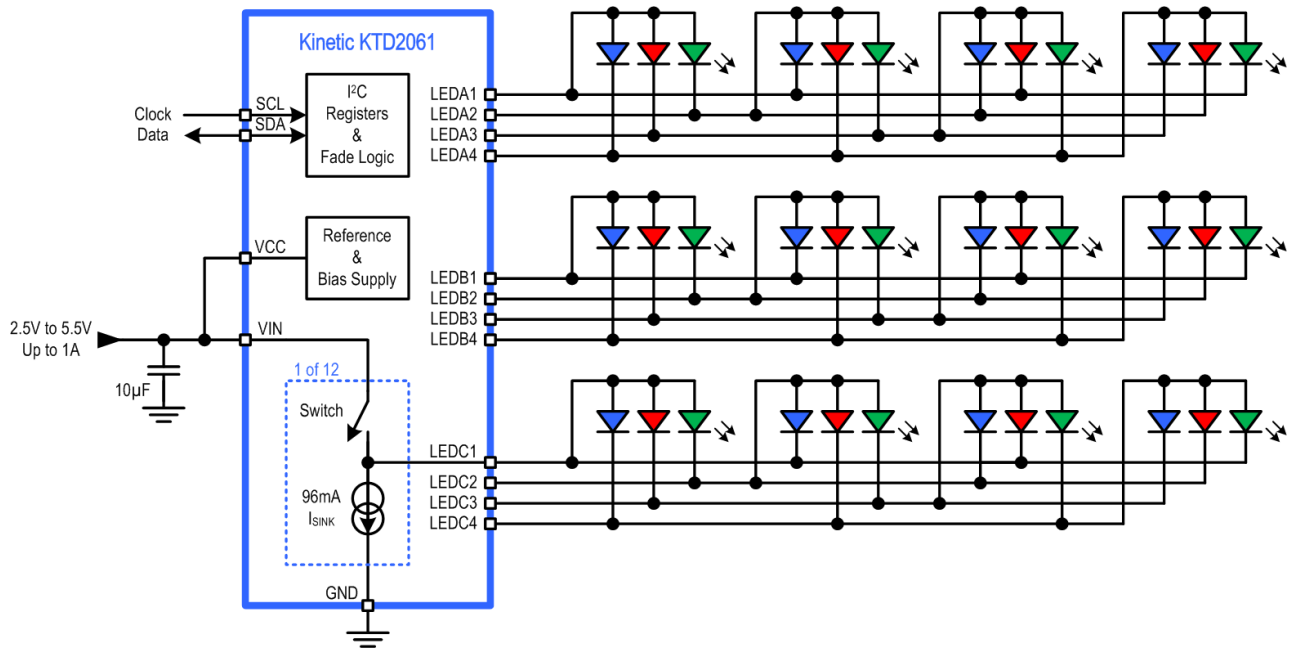 Kinetic KTD2061
I²C
Registers
&
Fade Logic
SCL
SDA
Clock
Data
LEDA1
LEDA2
LEDA3
LEDA4
VCC
Reference
&
Bias Supply
LEDB1
LEDB2
LEDB3
LEDB4
2.5V to 5.5V
Up to 1A
VIN
10µF
1 of 12
Switch
96mA
ISINK
LEDC1
LEDC2
LEDC3
LEDC4
GND